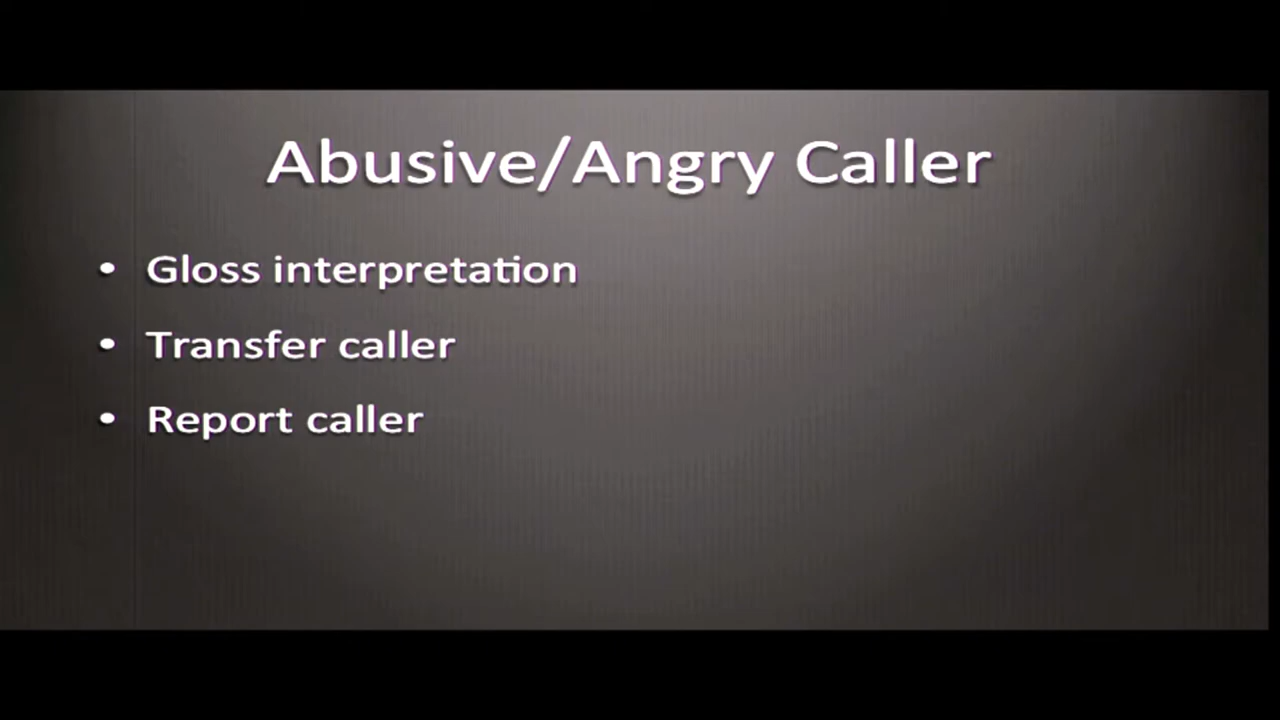 Abusive/Angry Caller
• Gloss interpretation
• Transfer caller
• Report caller